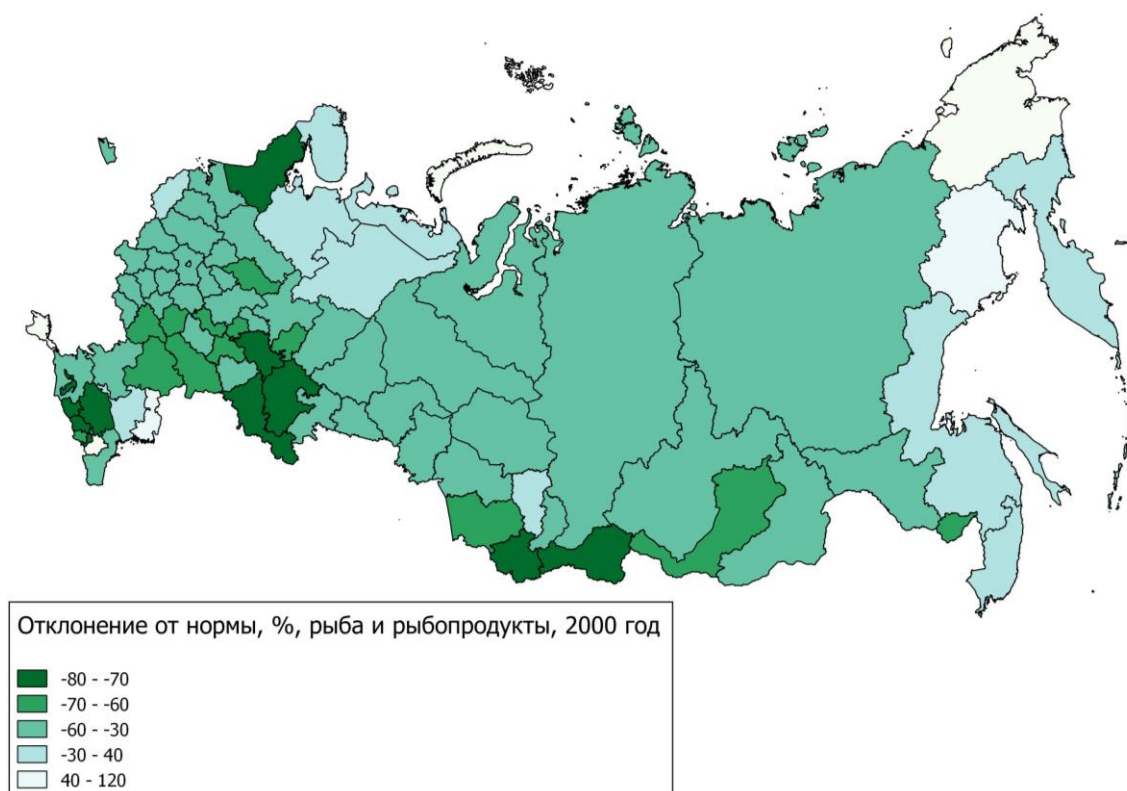 Отклонение от нормы, %, рыба и рыбопродукты, 2000 год
-80 - -70
-70 - -60
-60 - -30
-30 - 40
40 - 120